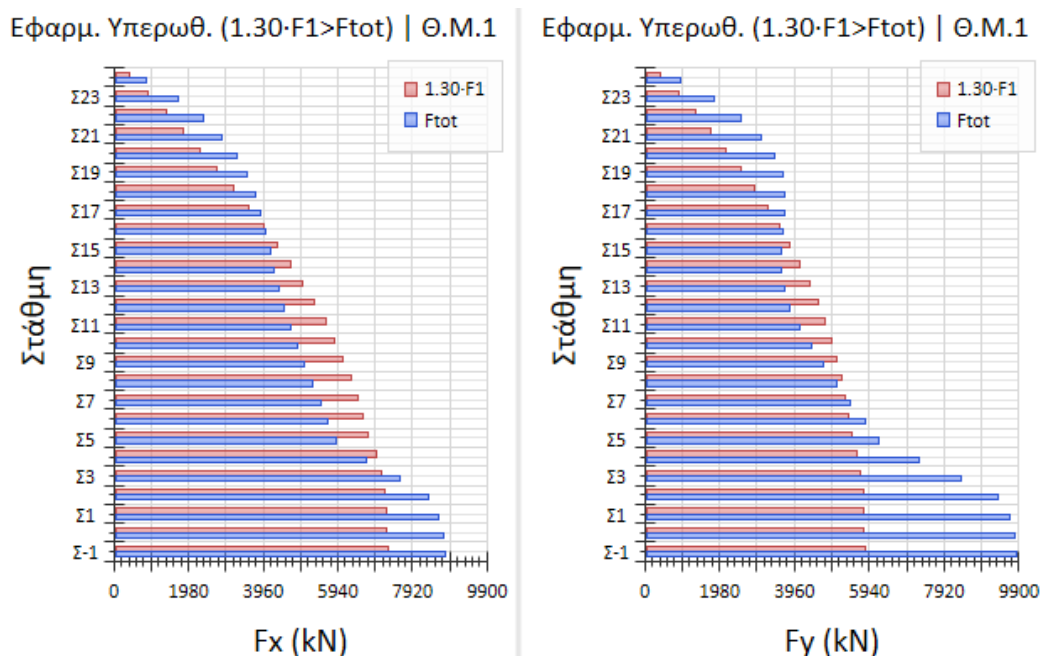 Εφαρμ. Υπερωθ. (1.30·F1>Ftot) | Θ.Μ.1
1.30·F1
Ftot
Στάθμη
Σ23
Σ21
Σ19
Σ17
Σ15
Σ13
Σ11
Σ9
Σ7
Σ5
Σ3
Σ1
Σ-1
0 1980 3960 5940 7920 9900
Fx (kN)
Εφαρμ. Υπερωθ. (1.30·F1>Ftot) | Θ.Μ.1
1.30·F1
Ftot
Στάθμη
Σ23
Σ21
Σ19
Σ17
Σ15
Σ13
Σ11
Σ9
Σ7
Σ5
Σ3
Σ1
Σ-1
0 1980 3960 5940 7920 9900
Fy (kN)